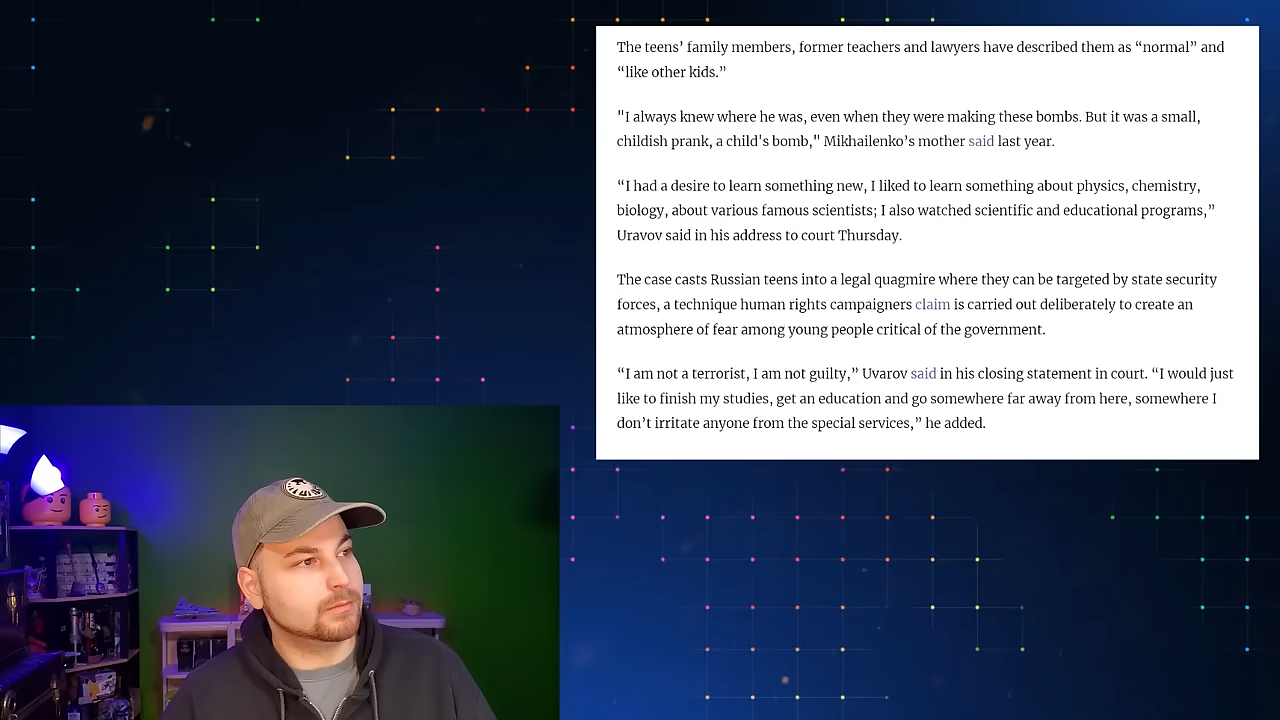 The teens’ family members, former teachers and lawyers have described them as “normal” and
“like other kids.”
"I always knew where he was, even when they were making these bombs. But it was a small,
childish prank, a child's bomb," Mikhailenko’s mother said last year.
“I had a desire to learn something new, I liked to learn something about physics, chemistry,
biology, about various famous scientists; I also watched scientific and educational programs,”
Uravov said in his address to court Thursday.
The case casts Russian teens into a legal quagmire where they can be targeted by state security
forces, a technique human rights campaigners claim is carried out deliberately to create an
atmosphere of fear among young people critical of the government.
“I am not a terrorist, I am not guilty,” Uvarov said in his closing statement in court. “I would just
like to finish my studies, get an education and go somewhere far away from here, somewhere I
don’t irritate anyone from the special services,” he added.